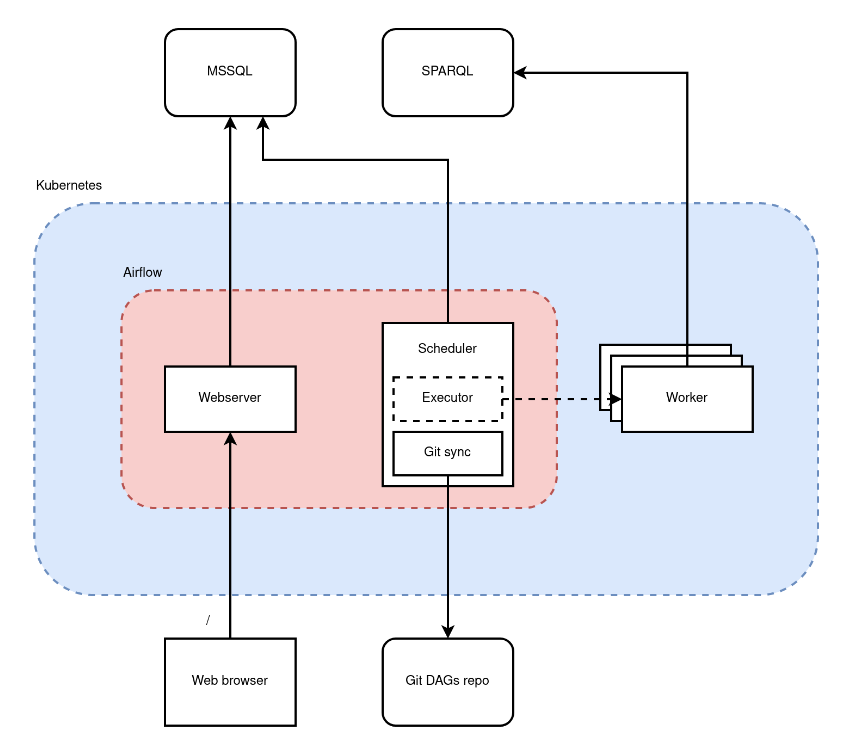 MSSQL
SPARQL
Kubernetes
Airflow
Scheduler
Webserver
Executor
Worker
Git sync
/
Web browser
Git DAGs repo